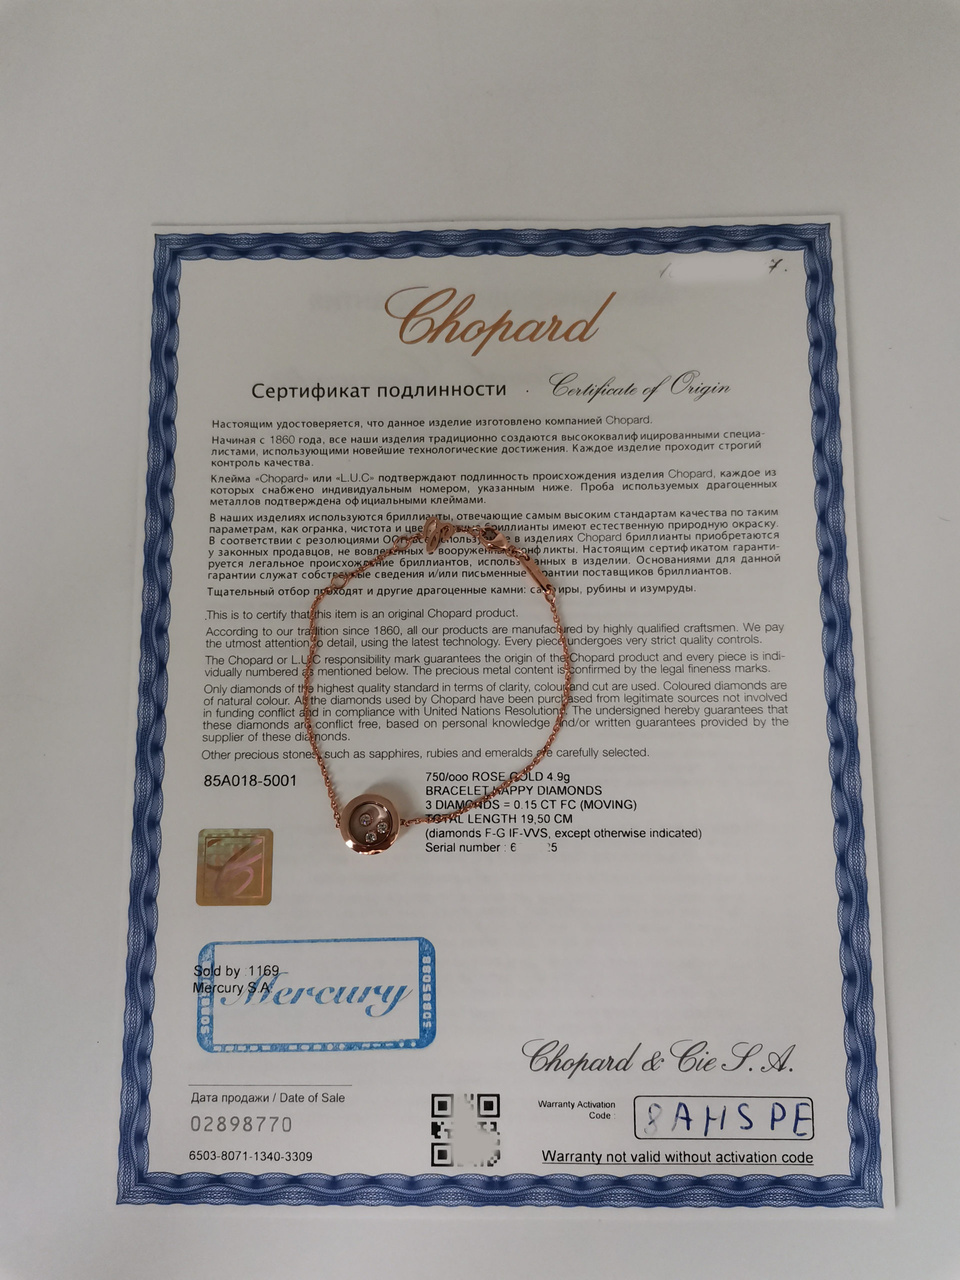 7.
Chopard
Сертификат подлинности · Certificate of Origin
Настоящим удостоверяется, что данное изделие изготовлено компанией Chopard.
Начиная с 1860 года, все наши изделия традиционно создаются высококвалифицированными специа-
листами, использующими новейшие технологические достижения. Каждое изделие проходит строгий
контроль качества.
Клейма «Chopard» или «L.U.C» подтверждают подлинность происхождения изделия Chopard, каждое из
которых снабжено индивидуальным номером, указанным ниже. Проба используемых драгоценных
металлов подтверждена официальными клеймами.
В наших изделиях используются бриллианты, отвечающие самым высоким стандартам качества по таким
параметрам, как огранка, чистота и бриллианты имеют естественную природную окраску.
В соответствии с резолюциями в изделиях Chopard бриллианты приобретаются
у законных продавцов, не вовлеченных в вооруженные конфликты. Настоящим сертификатом гаранти-
руется легальное происхождение бриллиантов, использованных в изделии. Основаниями для данной
гарантии служат собственные сведения и/или письменные гарантии поставщиков бриллиантов.
Тщательный отбор проходят и другие драгоценные камни: сапфиры, рубины и изумруды.
This is to certify that this item is an original Chopard product.
According to our tradition since 1860, all our products are manufactured by highly qualified craftsmen. We pay
the utmost attention to detail, using the latest technology. Every piece undergoes very strict quality controls.
The Chopard or L.U.C responsibility mark guarantees the origin of the Chopard product and every piece is indi-
vidually numbered as mentioned below. The precious metal content is confirmed by the legal fineness marks.
Only diamonds of the highest quality standard in terms of clarity, colour and cut are used. Coloured diamonds are
of natural colour. All the diamonds used by Chopard have been purchased from legitimate sources not involved
in funding conflict and in compliance with United Nations Resolutions. The undersigned hereby guarantees that
these diamonds are conflict free, based on personal knowledge and/or written guarantees provided by the
supplier of these diamonds.
Other precious stones, such as sapphires, rubies and emeralds are carefully selected.
85A018-5001
750/ooo ROSE GOLD 4.9g
BRACELET HAPPY DIAMONDS
3 DIAMONDS = 0.15 CT FC (MOVING)
TOTAL LENGTH 19,50 CM
(diamonds F-G IF-VVS, except otherwise indicated)
Serial number : 6 25
Sold by 1169
Mercury S.A
Mercury
Chopard & Cie S.A.
Дата продажи / Date of Sale
02898770
6503-8071-1340-3309
Warranty Activation
Code :
8AHSPE
Warranty not valid without activation code